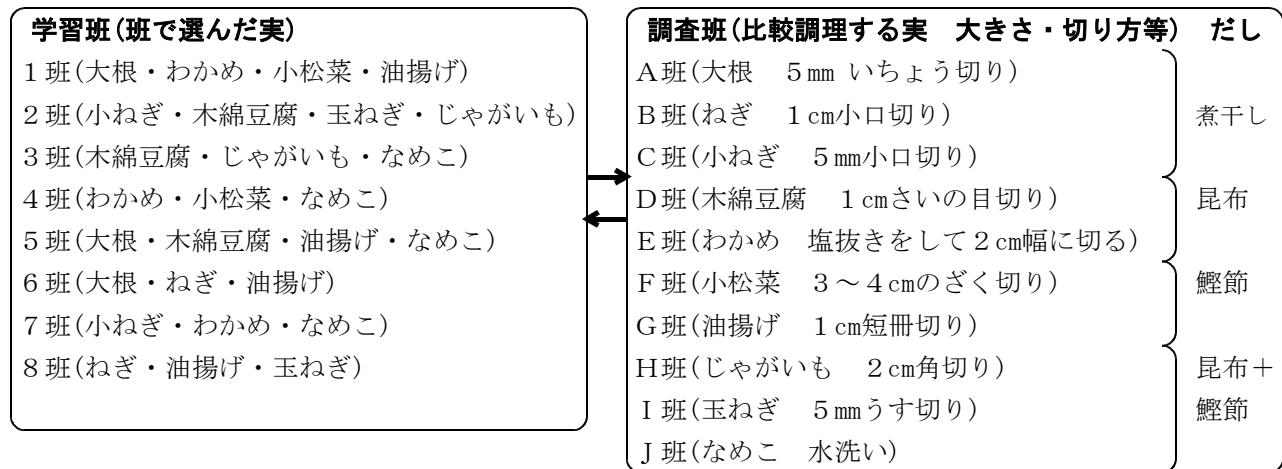 学習班(班で選んだ実)
1班(大根・わかめ・小松菜・油揚げ)
2班(小ねぎ・木綿豆腐・玉ねぎ・じゃがいも)
3班(木綿豆腐・じゃがいも・なめこ)
4班(わかめ・小松菜・なめこ)
5班(大根・木綿豆腐・油揚げ・なめこ)
6班(大根・ねぎ・油揚げ)
7班(小ねぎ・わかめ・なめこ)
8班(ねぎ・油揚げ・玉ねぎ)
調査班(比較調理する実 大きさ・切り方等) だし
A班(大根 5㎜ いちょう切り)
B班(ねぎ 1㎝小口切り)
C班(小ねぎ 5㎜小口切り)
煮干し
D班(木綿豆腐 1㎝さいの目切り)
E班(わかめ 塩抜きをして2㎝幅に切る)
昆布
F班(小松菜 3~4㎝のざく切り)
G班(油揚げ 1㎝短冊切り)
鰹節
H班(じゃがいも 2㎝角切り)
I班(玉ねぎ 5㎜うす切り)
J班(なめこ 水洗い)
昆布+
鰹節